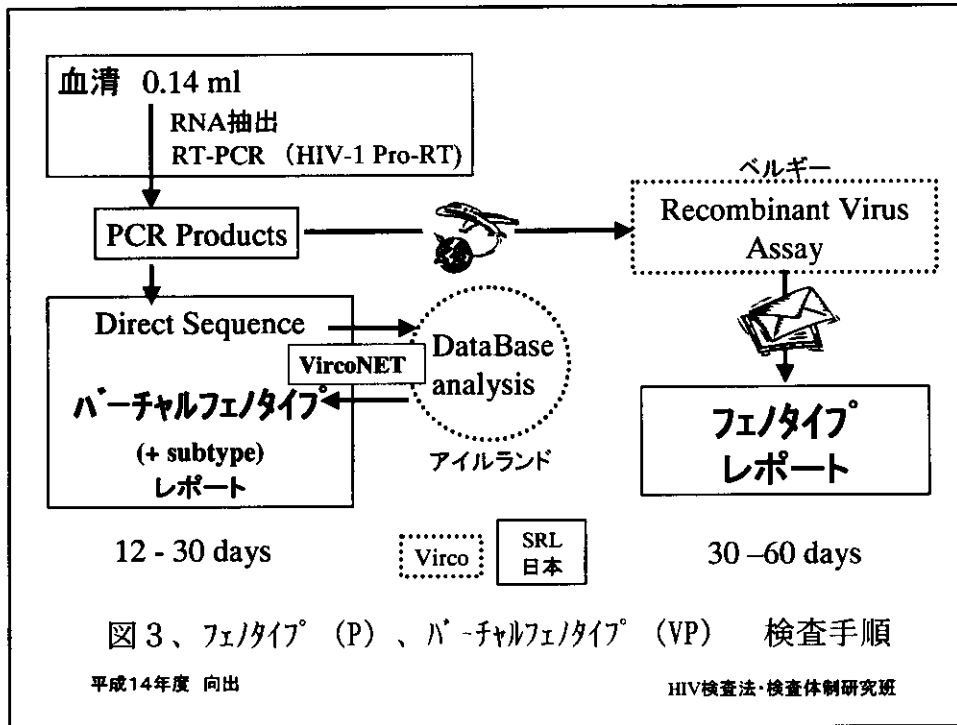 血清 0.14 ml
RNA抽出
RT-PCR (HIV-1 Pro-RT)
PCR Products
ベルギー
Recombinant Virus
Assay
Direct Sequence
VircoNET
DataBase
analysis
アイルランド
バーチャルフェノタイプ
(+ subtype)
レポート
フェノタイプ
レポート
12 - 30 days
Virco
SRL
日本
30 –60 days
図3、フェノタイプ (P) 、バーチャルフェノタイプ (VP) 検査手順
平成14年度 向出
HIV検査法・検査体制研究班